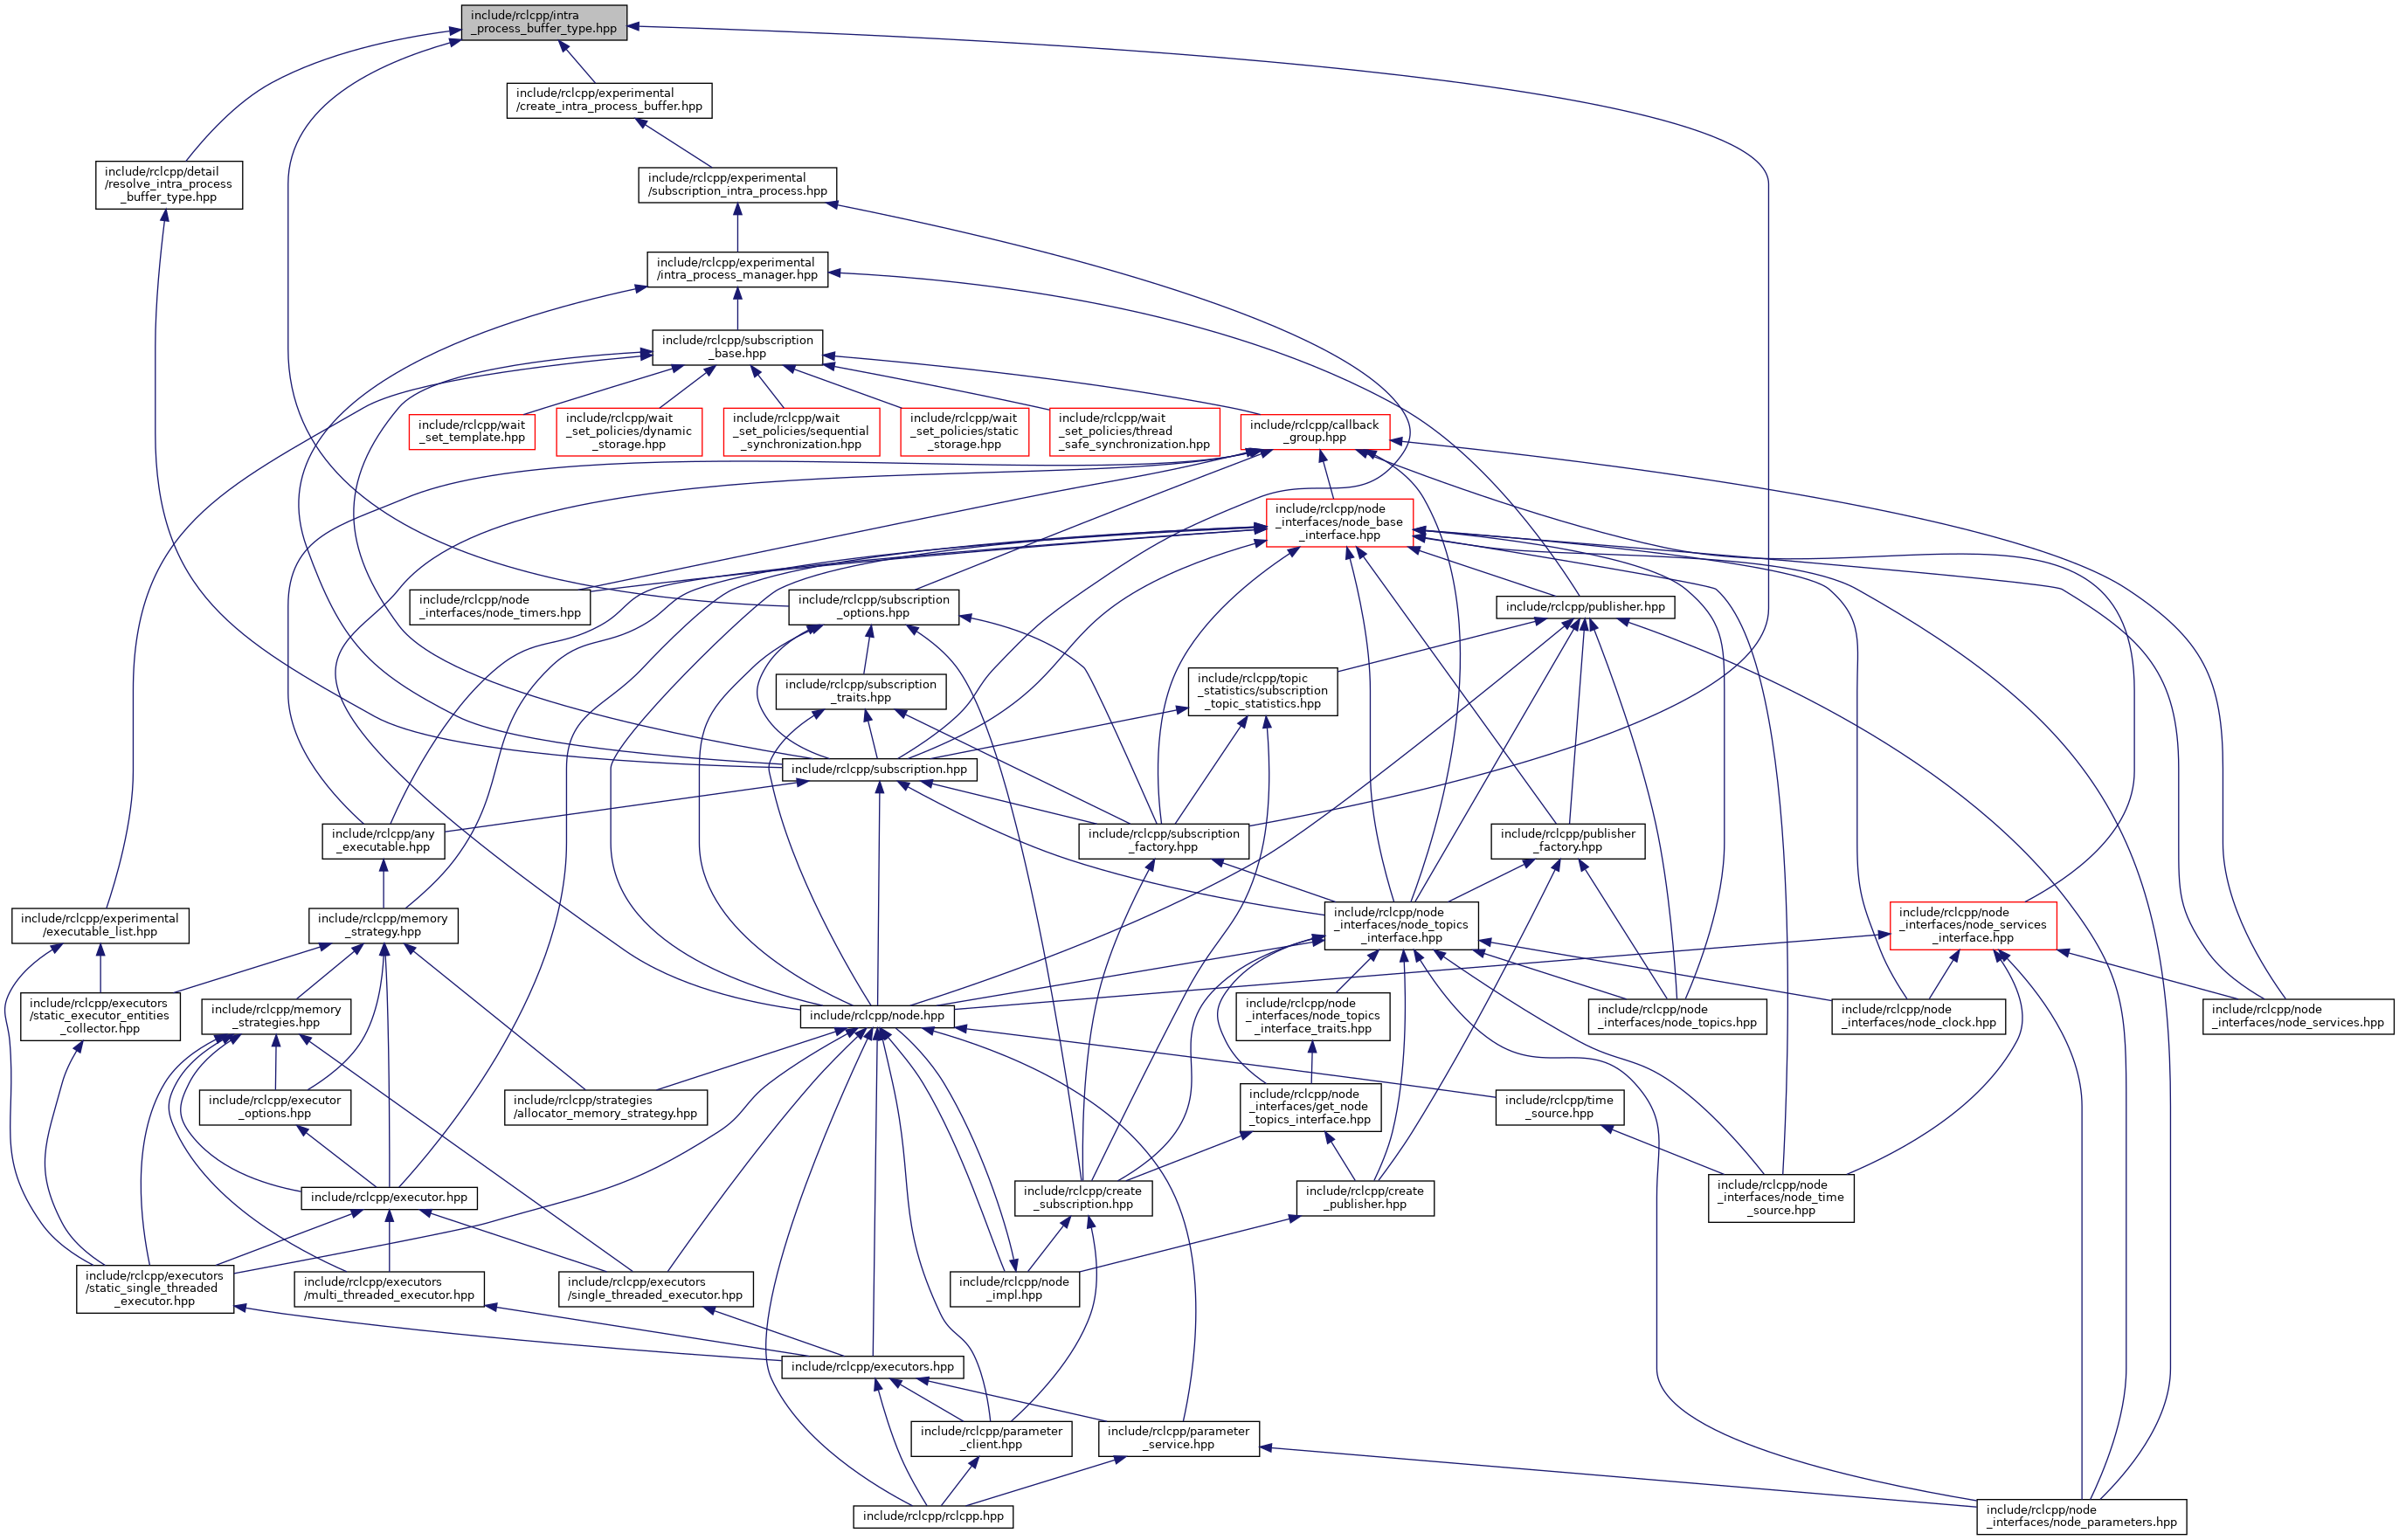 include/rclcpp/intra
_process_buffer_type.hpp
include/rclcpp/experimental
/create_intra_process_buffer.hpp
include/rclcpp/detail
/resolve_intra_process
_buffer_type.hpp
include/rclcpp/experimental
/subscription_intra_process.hpp
include/rclcpp/experimental
/intra_process_manager.hpp
include/rclcpp/subscription
_base.hpp
include/rclcpp/wait
_set_template.hpp
include/rclcpp/wait
_set_policies/dynamic
_storage.hpp
include/rclcpp/wait
_set_policies/sequential
_synchronization.hpp
include/rclcpp/wait
_set_policies/static
_storage.hpp
include/rclcpp/wait
_set_policies/thread
_safe_synchronization.hpp
include/rclcpp/callback
_group.hpp
include/rclcpp/node
_interfaces/node_base
_interface.hpp
include/rclcpp/node
_interfaces/node_timers.hpp
include/rclcpp/subscription
_options.hpp
include/rclcpp/publisher.hpp
include/rclcpp/subscription
_traits.hpp
include/rclcpp/topic
_statistics/subscription
_topic_statistics.hpp
include/rclcpp/subscription.hpp
include/rclcpp/any
_executable.hpp
include/rclcpp/subscription
_factory.hpp
include/rclcpp/publisher
_factory.hpp
include/rclcpp/experimental
/executable_list.hpp
include/rclcpp/memory
_strategy.hpp
include/rclcpp/node
_interfaces/node_topics
_interface.hpp
include/rclcpp/node
_interfaces/node_services
_interface.hpp
include/rclcpp/executors
/static_executor_entities
_collector.hpp
include/rclcpp/memory
_strategies.hpp
include/rclcpp/node.hpp
include/rclcpp/node
_interfaces/node_topics
_interface_traits.hpp
include/rclcpp/node
_interfaces/node_topics.hpp
include/rclcpp/node
_interfaces/node_clock.hpp
include/rclcpp/node
_interfaces/node_services.hpp
include/rclcpp/executor
_options.hpp
include/rclcpp/strategies
/allocator_memory_strategy.hpp
include/rclcpp/node
_interfaces/get_node
_topics_interface.hpp
include/rclcpp/time
_source.hpp
include/rclcpp/executor.hpp
include/rclcpp/create
_subscription.hpp
include/rclcpp/create
_publisher.hpp
include/rclcpp/node
_interfaces/node_time
_source.hpp
include/rclcpp/executors
/static_single_threaded
_executor.hpp
include/rclcpp/executors
/multi_threaded_executor.hpp
include/rclcpp/executors
/single_threaded_executor.hpp
include/rclcpp/node
_impl.hpp
include/rclcpp/executors.hpp
include/rclcpp/parameter
_client.hpp
include/rclcpp/parameter
_service.hpp
include/rclcpp/rclcpp.hpp
include/rclcpp/node
_interfaces/node_parameters.hpp